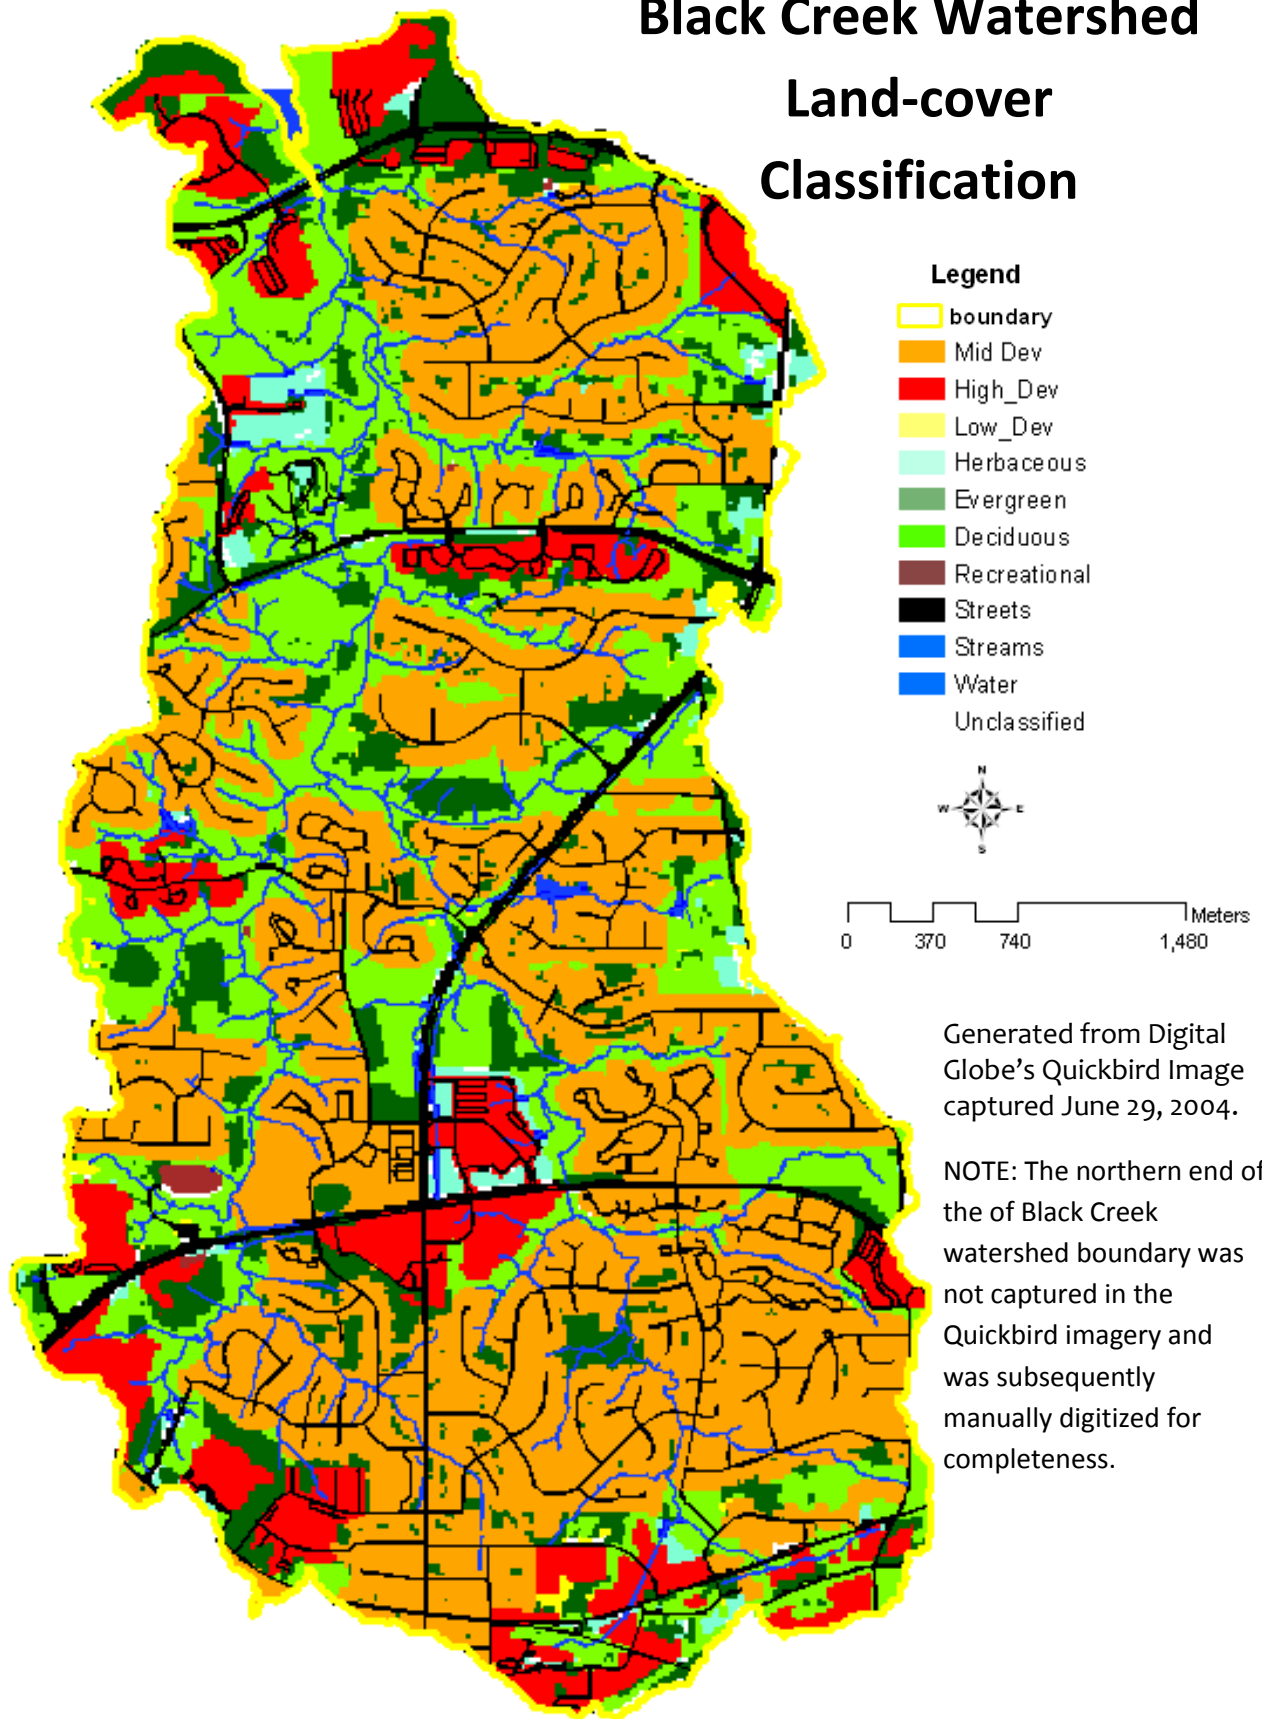 Black Creek Watershed
Land-cover
Classification
Legend
boundary
Mid Dev
High_Dev
Low_Dev
Herbaceous
Evergreen
Deciduous
Recreational
Streets
Streams
Water
Unclassified
N
W E
S
Meters
0 370 740 1,480
Generated from Digital
Globe's Quickbird Image
captured June 29, 2004.
NOTE: The northern end of
the of Black Creek
watershed boundary was
not captured in the
Quickbird imagery and
was subsequently
manually digitized for
completeness.